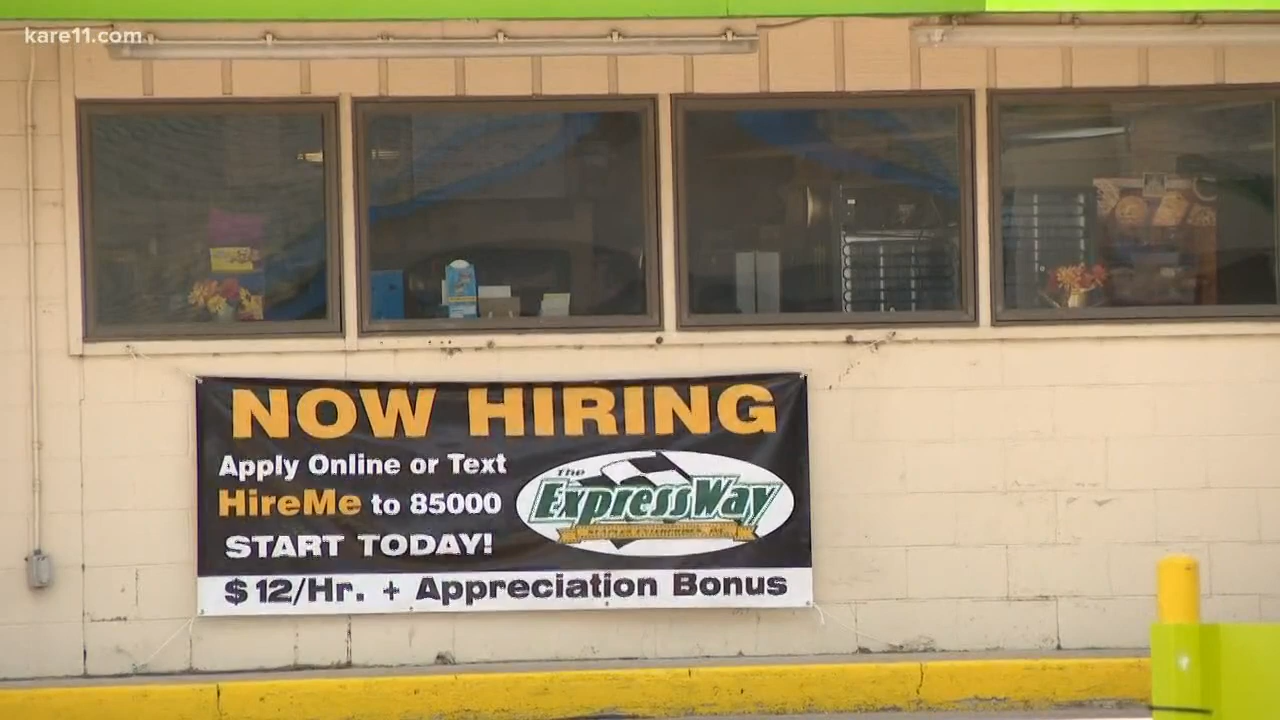 kare11.com
NOW HIRING
Apply Online or Text
HireMe to 85000
START TODAY!
The
ExpressWay
$12/Hr. + Appreciation Bonus